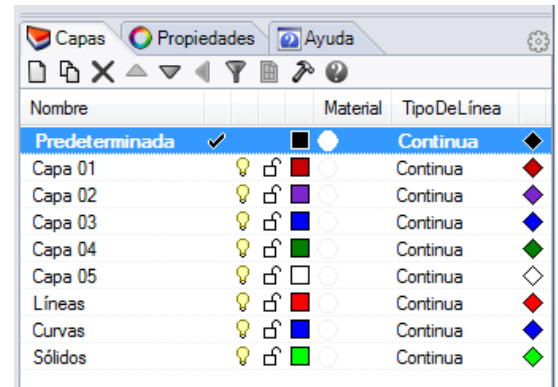 Capas Propiedades Ayuda
Nombre Material TipoDeLínea
Predeterminada Continua
Capa 01 Continua
Capa 02 Continua
Capa 03 Continua
Capa 04 Continua
Capa 05 Continua
Líneas Continua
Curvas Continua
Sólidos Continua